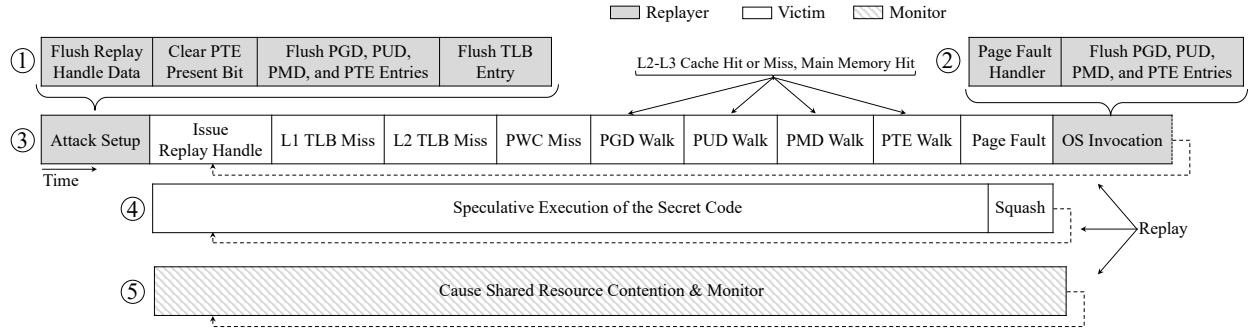 Replayer
Victim
Monitor
①
Flush Replay
Handle Data
Clear PTE
Present Bit
Flush PGD, PUD,
PMD, and PTE Entries
Flush TLB
Entry
L2-L3 Cache Hit or Miss, Main Memory Hit
②
Page Fault
Handler
Flush PGD, PUD,
PMD, and PTE Entries
③
Attack Setup
Issue
Replay Handle
L1 TLB Miss
L2 TLB Miss
PWC Miss
PGD Walk
PUD Walk
PMD Walk
PTE Walk
Page Fault
OS Invocation
Time
④
Speculative Execution of the Secret Code
Squash
Replay
⑤
Cause Shared Resource Contention & Monitor